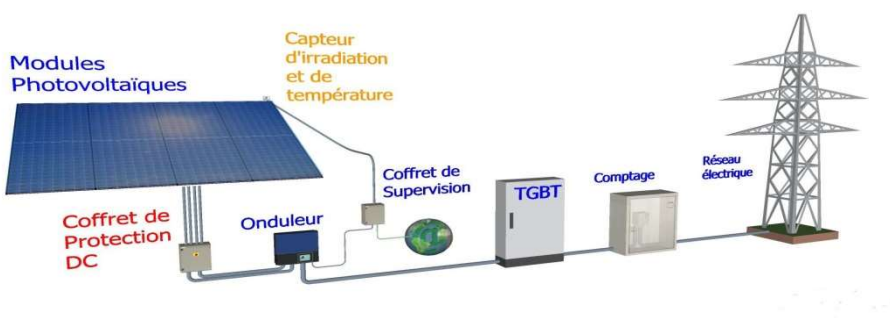 Modules
Photovoltaïques
Capteur
d'irradiation
et de
température
Coffret de
Protection
DC
Onduleur
Coffret de
Supervision
TGBT
Comptage
Réseau
électrique